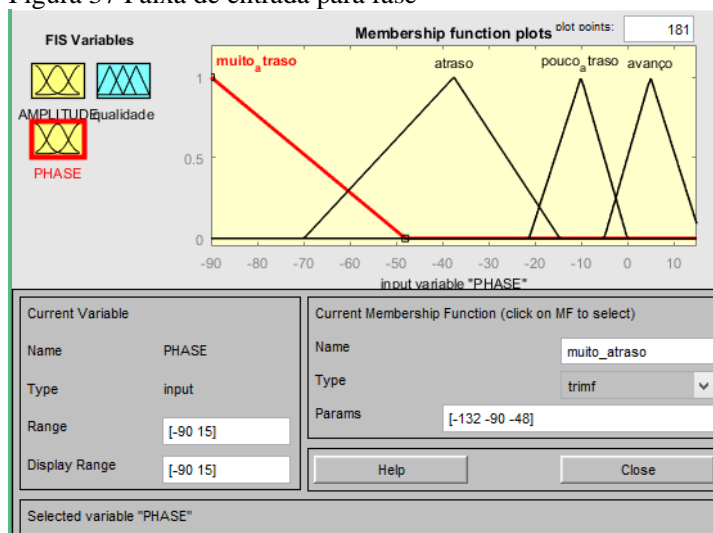 Figura 37 Faixa de entrada para fase
FIS Variables
AMPLITUDE qualidade
PHASE
Membership function plots
plot points:
181
muito_atraso
atraso
pouco_atraso
avanço
1
0.5
0
-90 -80 -70 -60 -50 -40 -30 -20 -10 0 10
input variable "PHASE"
Current Variable
Name PHASE
Type input
Range [-90 15]
Display Range [-90 15]
Current Membership Function (click on MF to select)
Name muito_atraso
Type trimf
Params [-132 -90 -48]
Help Close
Selected variable "PHASE"